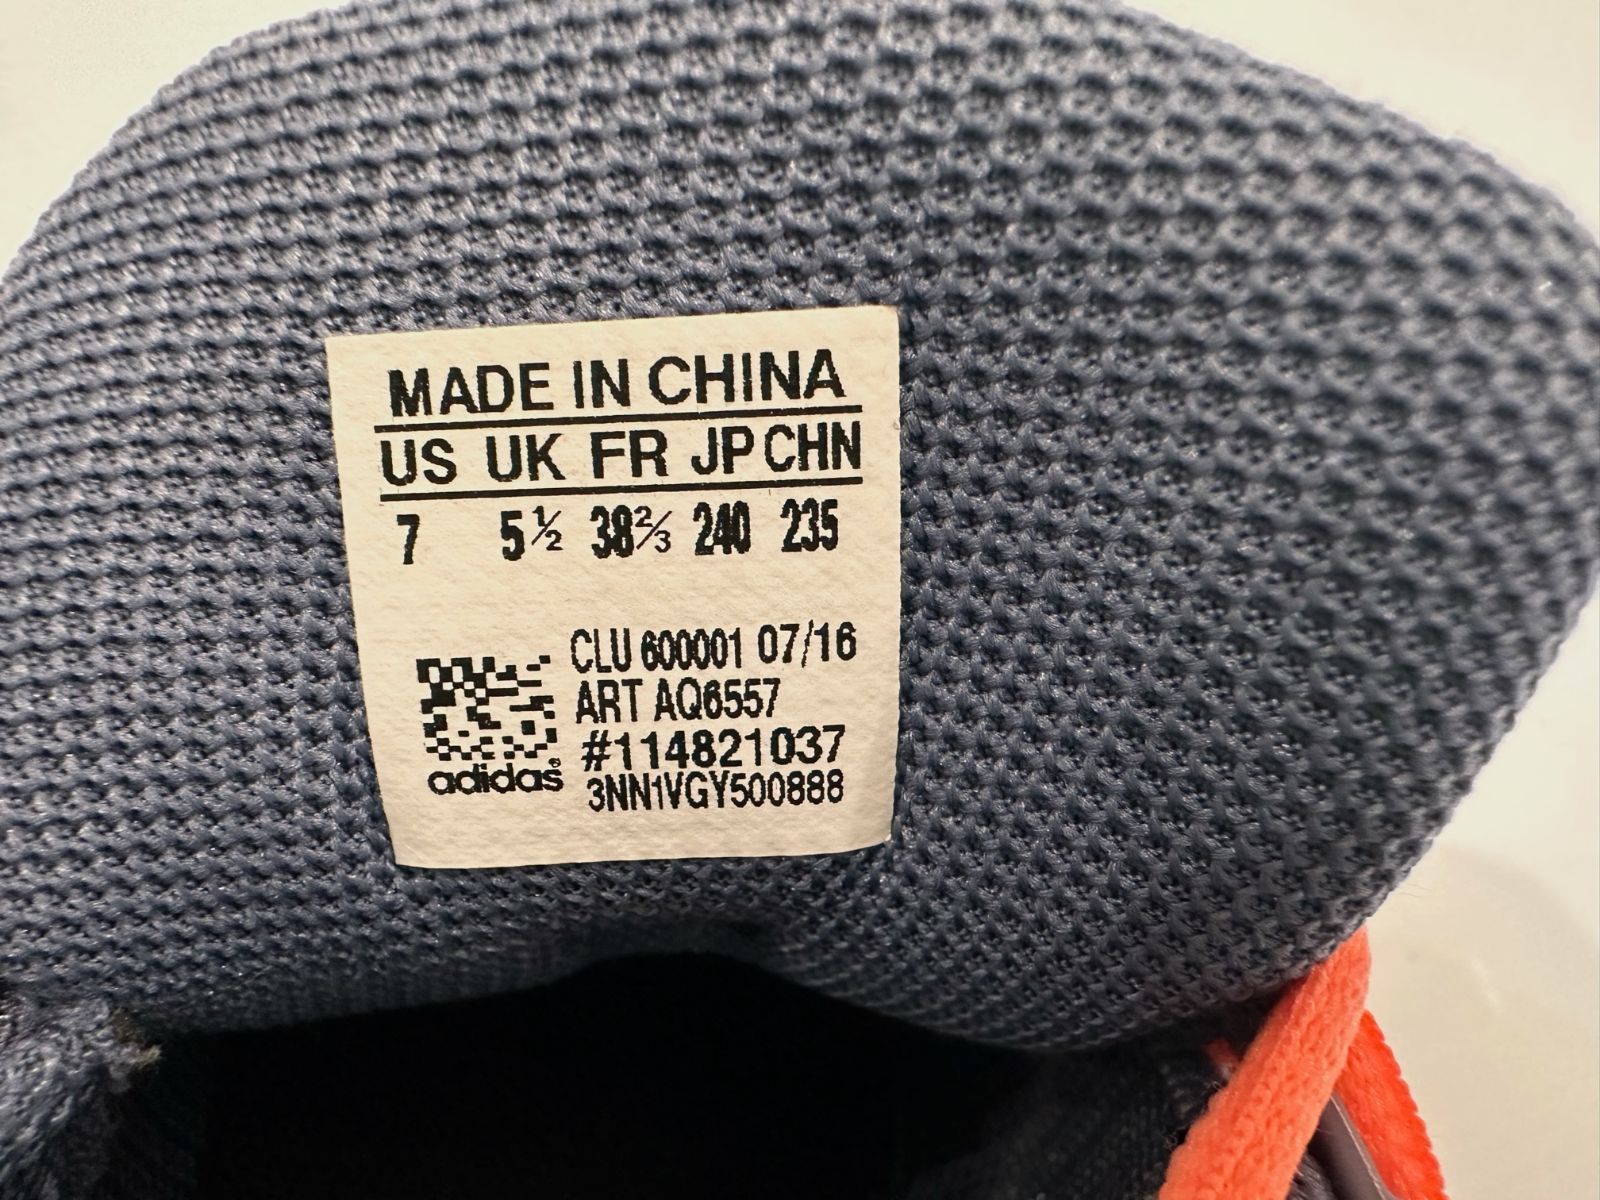 MADE IN CHINA
US UK FR JP CHN
7 5½ 38⅔ 240 235
CLU 600001 07/16
ART AQ6557
#114821037
adidas®
3NN1VGY500888